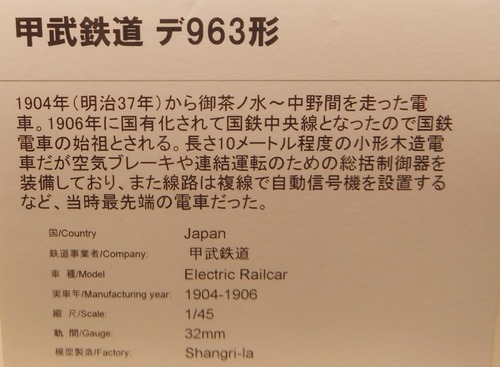 甲武鉄道 デ963形
1904年（明治37年）から御茶ノ水～中野間を走った電
車。1906年に国有化されて国鉄中央線となったので国鉄
電車の始祖とされる。長さ10メートル程度の小形木造電
車だが空気ブレーキや連結運転のための総括制御器を
装備しており、また線路は複線で自動信号機を設置する
など、当時最先端の電車だった。
国/Country Japan
鉄道事業者/Company: 甲武鉄道
車 種/Model Electric Railcar
実車年/Manufacturing year: 1904-1906
縮 尺/Scale: 1/45
軌 間/Gauge: 32mm
模型製造/Factory: Shangri-la